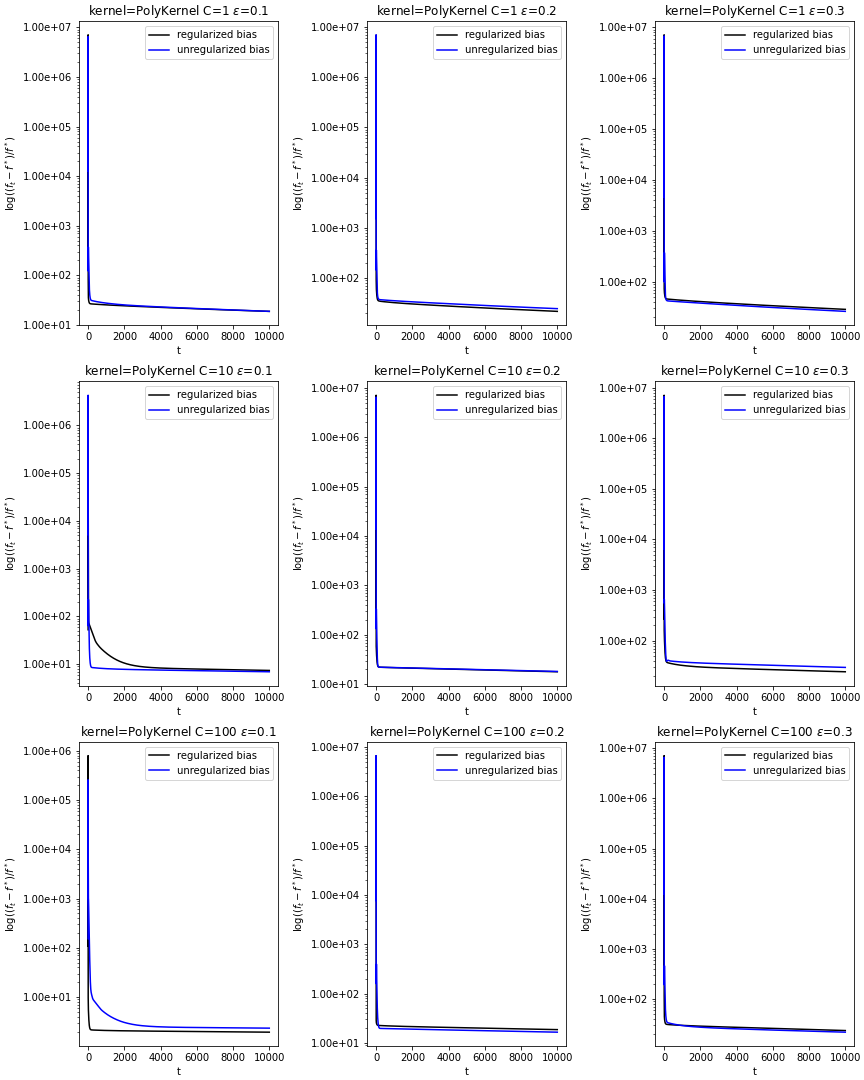 kernel=PolyKernel C=1 ε=0.1
1.00e+07
1.00e+06
1.00e+05
1.00e+04
1.00e+03
1.00e+02
1.00e+01
log((f_t − f*)/f*)
regularized bias
unregularized bias
0 2000 4000 6000 8000 10000
t
kernel=PolyKernel C=1 ε=0.2
1.00e+07
1.00e+06
1.00e+05
1.00e+04
1.00e+03
1.00e+02
log((f_t − f*)/f*)
regularized bias
unregularized bias
0 2000 4000 6000 8000 10000
t
kernel=PolyKernel C=1 ε=0.3
1.00e+07
1.00e+06
1.00e+05
1.00e+04
1.00e+03
1.00e+02
log((f_t − f*)/f*)
regularized bias
unregularized bias
0 2000 4000 6000 8000 10000
t
kernel=PolyKernel C=10 ε=0.1
1.00e+06
1.00e+05
1.00e+04
1.00e+03
1.00e+02
1.00e+01
log((f_t − f*)/f*)
regularized bias
unregularized bias
0 2000 4000 6000 8000 10000
t
kernel=PolyKernel C=10 ε=0.2
1.00e+07
1.00e+06
1.00e+05
1.00e+04
1.00e+03
1.00e+02
1.00e+01
log((f_t − f*)/f*)
regularized bias
unregularized bias
0 2000 4000 6000 8000 10000
t
kernel=PolyKernel C=10 ε=0.3
1.00e+07
1.00e+06
1.00e+05
1.00e+04
1.00e+03
1.00e+02
log((f_t − f*)/f*)
regularized bias
unregularized bias
0 2000 4000 6000 8000 10000
t
kernel=PolyKernel C=100 ε=0.1
1.00e+06
1.00e+05
1.00e+04
1.00e+03
1.00e+02
1.00e+01
log((f_t − f*)/f*)
regularized bias
unregularized bias
0 2000 4000 6000 8000 10000
t
kernel=PolyKernel C=100 ε=0.2
1.00e+07
1.00e+06
1.00e+05
1.00e+04
1.00e+03
1.00e+02
1.00e+01
log((f_t − f*)/f*)
regularized bias
unregularized bias
0 2000 4000 6000 8000 10000
t
kernel=PolyKernel C=100 ε=0.3
1.00e+07
1.00e+06
1.00e+05
1.00e+04
1.00e+03
1.00e+02
log((f_t − f*)/f*)
regularized bias
unregularized bias
0 2000 4000 6000 8000 10000
t